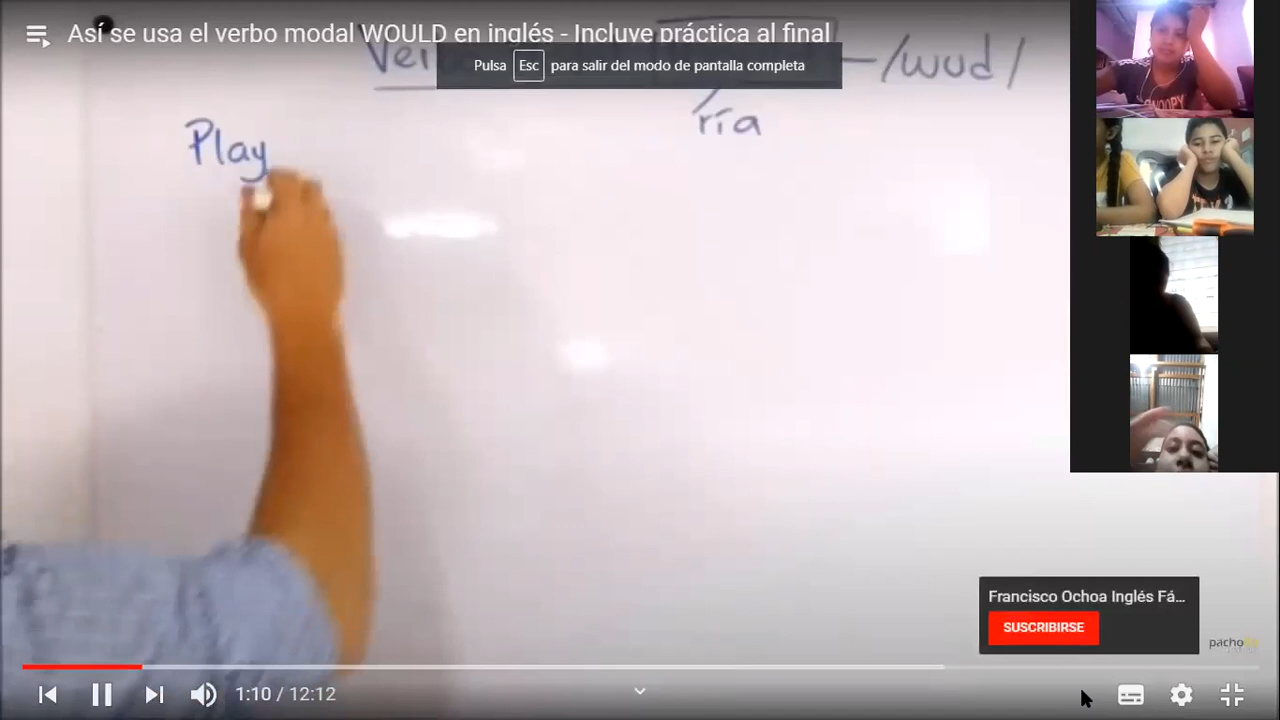 Así se usa el verbo modal WOULD en inglés - Incluye práctica al final
Pulsa Esc para salir del modo de pantalla completa
/wud/
ría
Play
SNOOPY
Francisco Ochoa Inglés Fá...
SUSCRIBIRSE
1:10 / 12:12